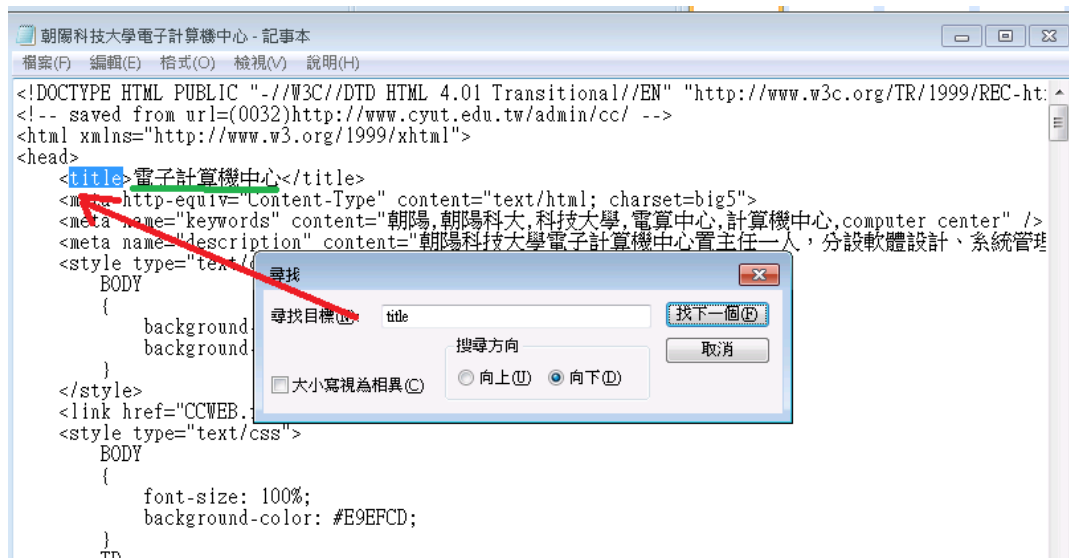 朝陽科技大學電子計算機中心 - 記事本
檔案(F) 編輯(E) 格式(O) 檢視(V) 說明(H)
<!DOCTYPE HTML PUBLIC "-//W3C//DTD HTML 4.01 Transitional//EN" "http://www.w3c.org/TR/1999/REC-ht
<!-- saved from url=(0032)http://www.cyut.edu.tw/admin/cc/ -->
<html xmlns="http://www.w3.org/1999/xhtml">
<head>
<title>電子計算機中心</title>
<meta http-equiv="Content-Type" content="text/html; charset=big5">
<meta name="keywords" content="朝陽,朝陽科大,科技大學,電算中心,計算機中心,computer center" />
<meta name="description" content="朝陽科技大學電子計算機中心置主任一人，分設軟體設計、系統管理
<style type="text/c
BODY
{
background-
background-
}
</style>
<link href="CCWEB.
<style type="text/css">
BODY
{
font-size: 100%;
background-color: #E9EFCD;
}
TD
尋找
尋找目標(N): title 找下一個(F)
搜尋方向 取消
大小寫視為相異(C) 向上(U) 向下(D)